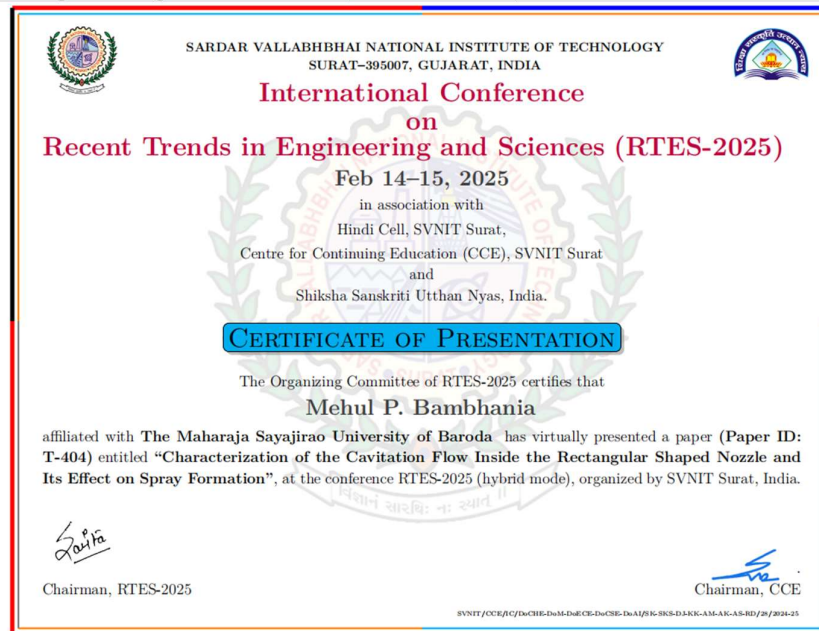 SARDAR VALLABHBHAI NATIONAL INSTITUTE OF TECHNOLOGY
SURAT–395007, GUJARAT, INDIA
International Conference
on
Recent Trends in Engineering and Sciences (RTES-2025)
Feb 14–15, 2025
in association with
Hindi Cell, SVNIT Surat,
Centre for Continuing Education (CCE), SVNIT Surat
and
Shiksha Sanskriti Utthan Nyas, India.
CERTIFICATE OF PRESENTATION
The Organizing Committee of RTES-2025 certifies that
Mehul P. Bambhania
affiliated with The Maharaja Sayajirao University of Baroda has virtually presented a paper (Paper ID:
T-404) entitled “Characterization of the Cavitation Flow Inside the Rectangular Shaped Nozzle and
Its Effect on Spray Formation”, at the conference RTES-2025 (hybrid mode), organized by SVNIT Surat, India.
Chairman, RTES-2025
Chairman, CCE
SVNIT/CCE/IC/DoCHE-DoM-DoECE-DoCSE-DoAI/SK-SKS-DJ-KK-AM-AK-AS-RD/28/2024-25
शिक्षा संस्कृति उत्थान न्यास